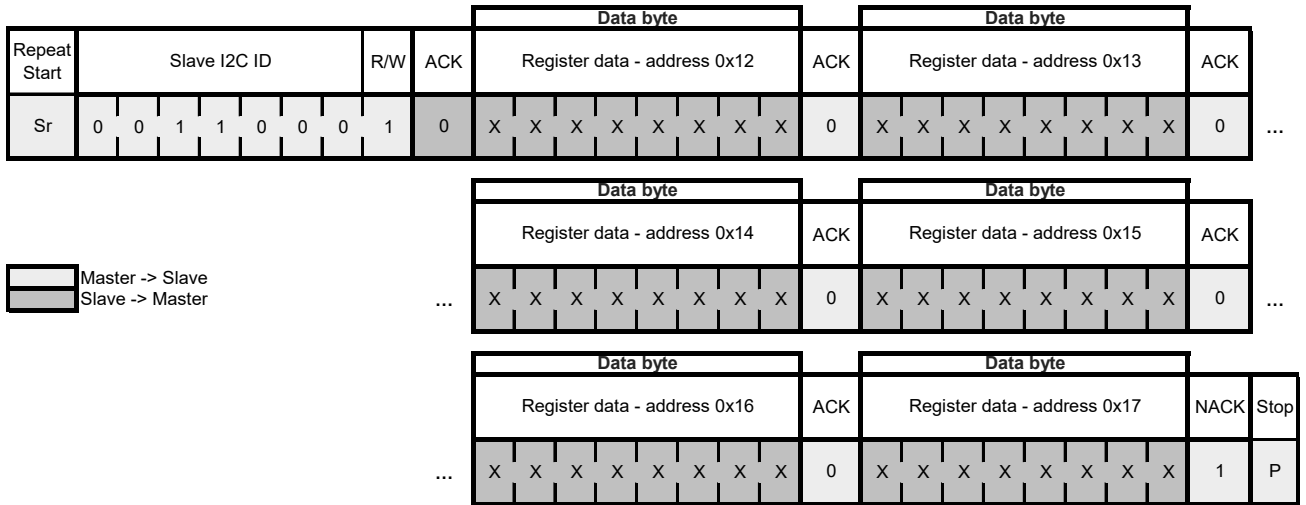 Data byte Data byte
Repeat Start Slave I2C ID R/W ACK Register data - address 0x12 ACK Register data - address 0x13 ACK
Sr 0 0 1 1 0 0 0 1 0 X X X X X X X X 0 X X X X X X X X 0 ...
Data byte Data byte
Register data - address 0x14 ACK Register data - address 0x15 ACK
Master -> Slave
Slave -> Master
... X X X X X X X X 0 X X X X X X X X 0 ...
Data byte Data byte
Register data - address 0x16 ACK Register data - address 0x17 NACK Stop
... X X X X X X X X 0 X X X X X X X X 1 P